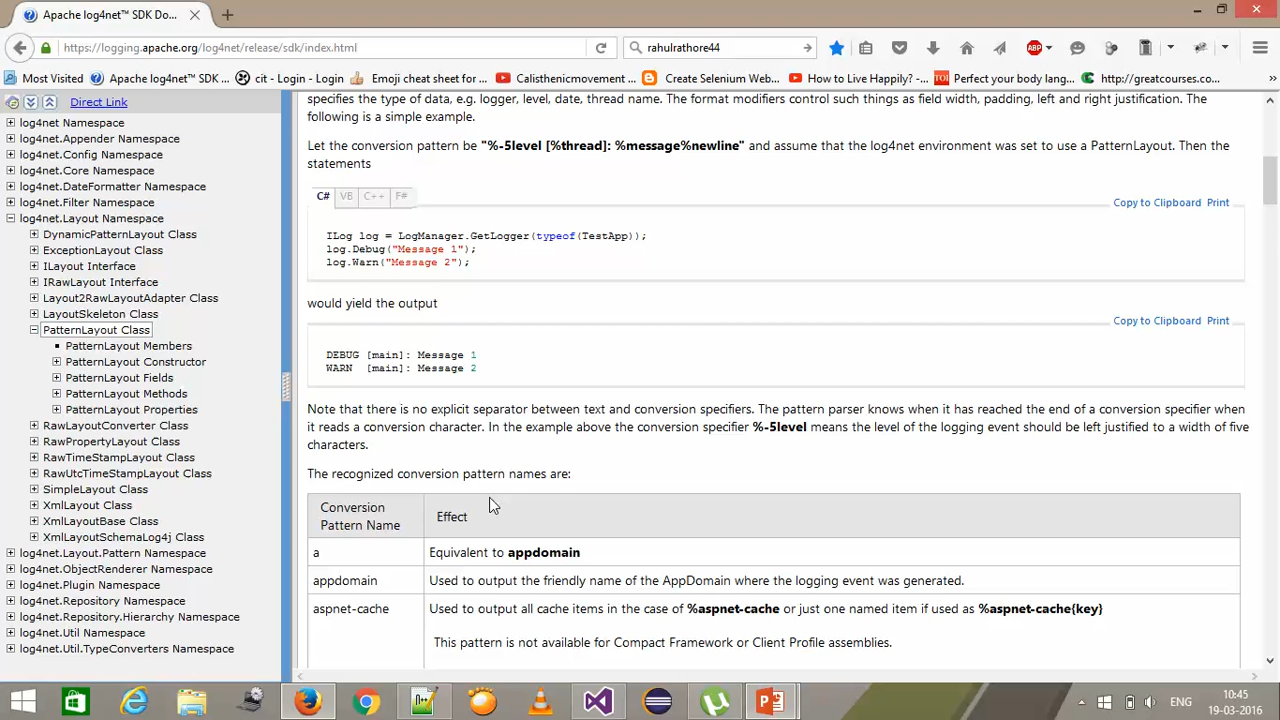 Apache log4net™ SDK Do...
https://logging.apache.org/log4net/release/sdk/index.html
rahulrathore44
ABP
Most Visited
Apache log4net™ SDK ...
cit - Login - Login
Emoji cheat sheet for ...
Calisthenicmovement ...
Create Selenium Web...
How to Live Happily? - ...
TOI
Perfect your body lang...
http://greatcourses.co...
Direct Link
log4net Namespace
log4net.Appender Namespace
log4net.Config Namespace
log4net.Core Namespace
log4net.DateFormatter Namespace
log4net.Filter Namespace
log4net.Layout Namespace
DynamicPatternLayout Class
ExceptionLayout Class
ILayout Interface
IRawLayout Interface
Layout2RawLayoutAdapter Class
LayoutSkeleton Class
PatternLayout Class
PatternLayout Members
PatternLayout Constructor
PatternLayout Fields
PatternLayout Methods
PatternLayout Properties
RawLayoutConverter Class
RawPropertyLayout Class
RawTimeStampLayout Class
RawUtcTimeStampLayout Class
SimpleLayout Class
XmlLayout Class
XmlLayoutBase Class
XmlLayoutSchemaLog4j Class
log4net.Layout.Pattern Namespace
log4net.ObjectRenderer Namespace
log4net.Plugin Namespace
log4net.Repository Namespace
log4net.Repository.Hierarchy Namespace
log4net.Util Namespace
log4net.Util.TypeConverters Namespace
specifies the type of data, e.g. logger, level, date, thread name. The format modifiers control such things as field width, padding, left and right justification. The
following is a simple example.
Let the conversion pattern be "%-5level [%thread]: %message%newline" and assume that the log4net environment was set to use a PatternLayout. Then the
statements
C# VB C++ F#
Copy to Clipboard Print
ILog log = LogManager.GetLogger(typeof(TestApp));
log.Debug("Message 1");
log.Warn("Message 2");
would yield the output
Copy to Clipboard Print
DEBUG [main]: Message 1
WARN  [main]: Message 2
Note that there is no explicit separator between text and conversion specifiers. The pattern parser knows when it has reached the end of a conversion specifier when
it reads a conversion character. In the example above the conversion specifier %-5level means the level of the logging event should be left justified to a width of five
characters.
The recognized conversion pattern names are:
Conversion
Pattern Name
Effect
a
Equivalent to appdomain
appdomain
Used to output the friendly name of the AppDomain where the logging event was generated.
aspnet-cache
Used to output all cache items in the case of %aspnet-cache or just one named item if used as %aspnet-cache{key}
This pattern is not available for Compact Framework or Client Profile assemblies.
ENG
10:45
19-03-2016